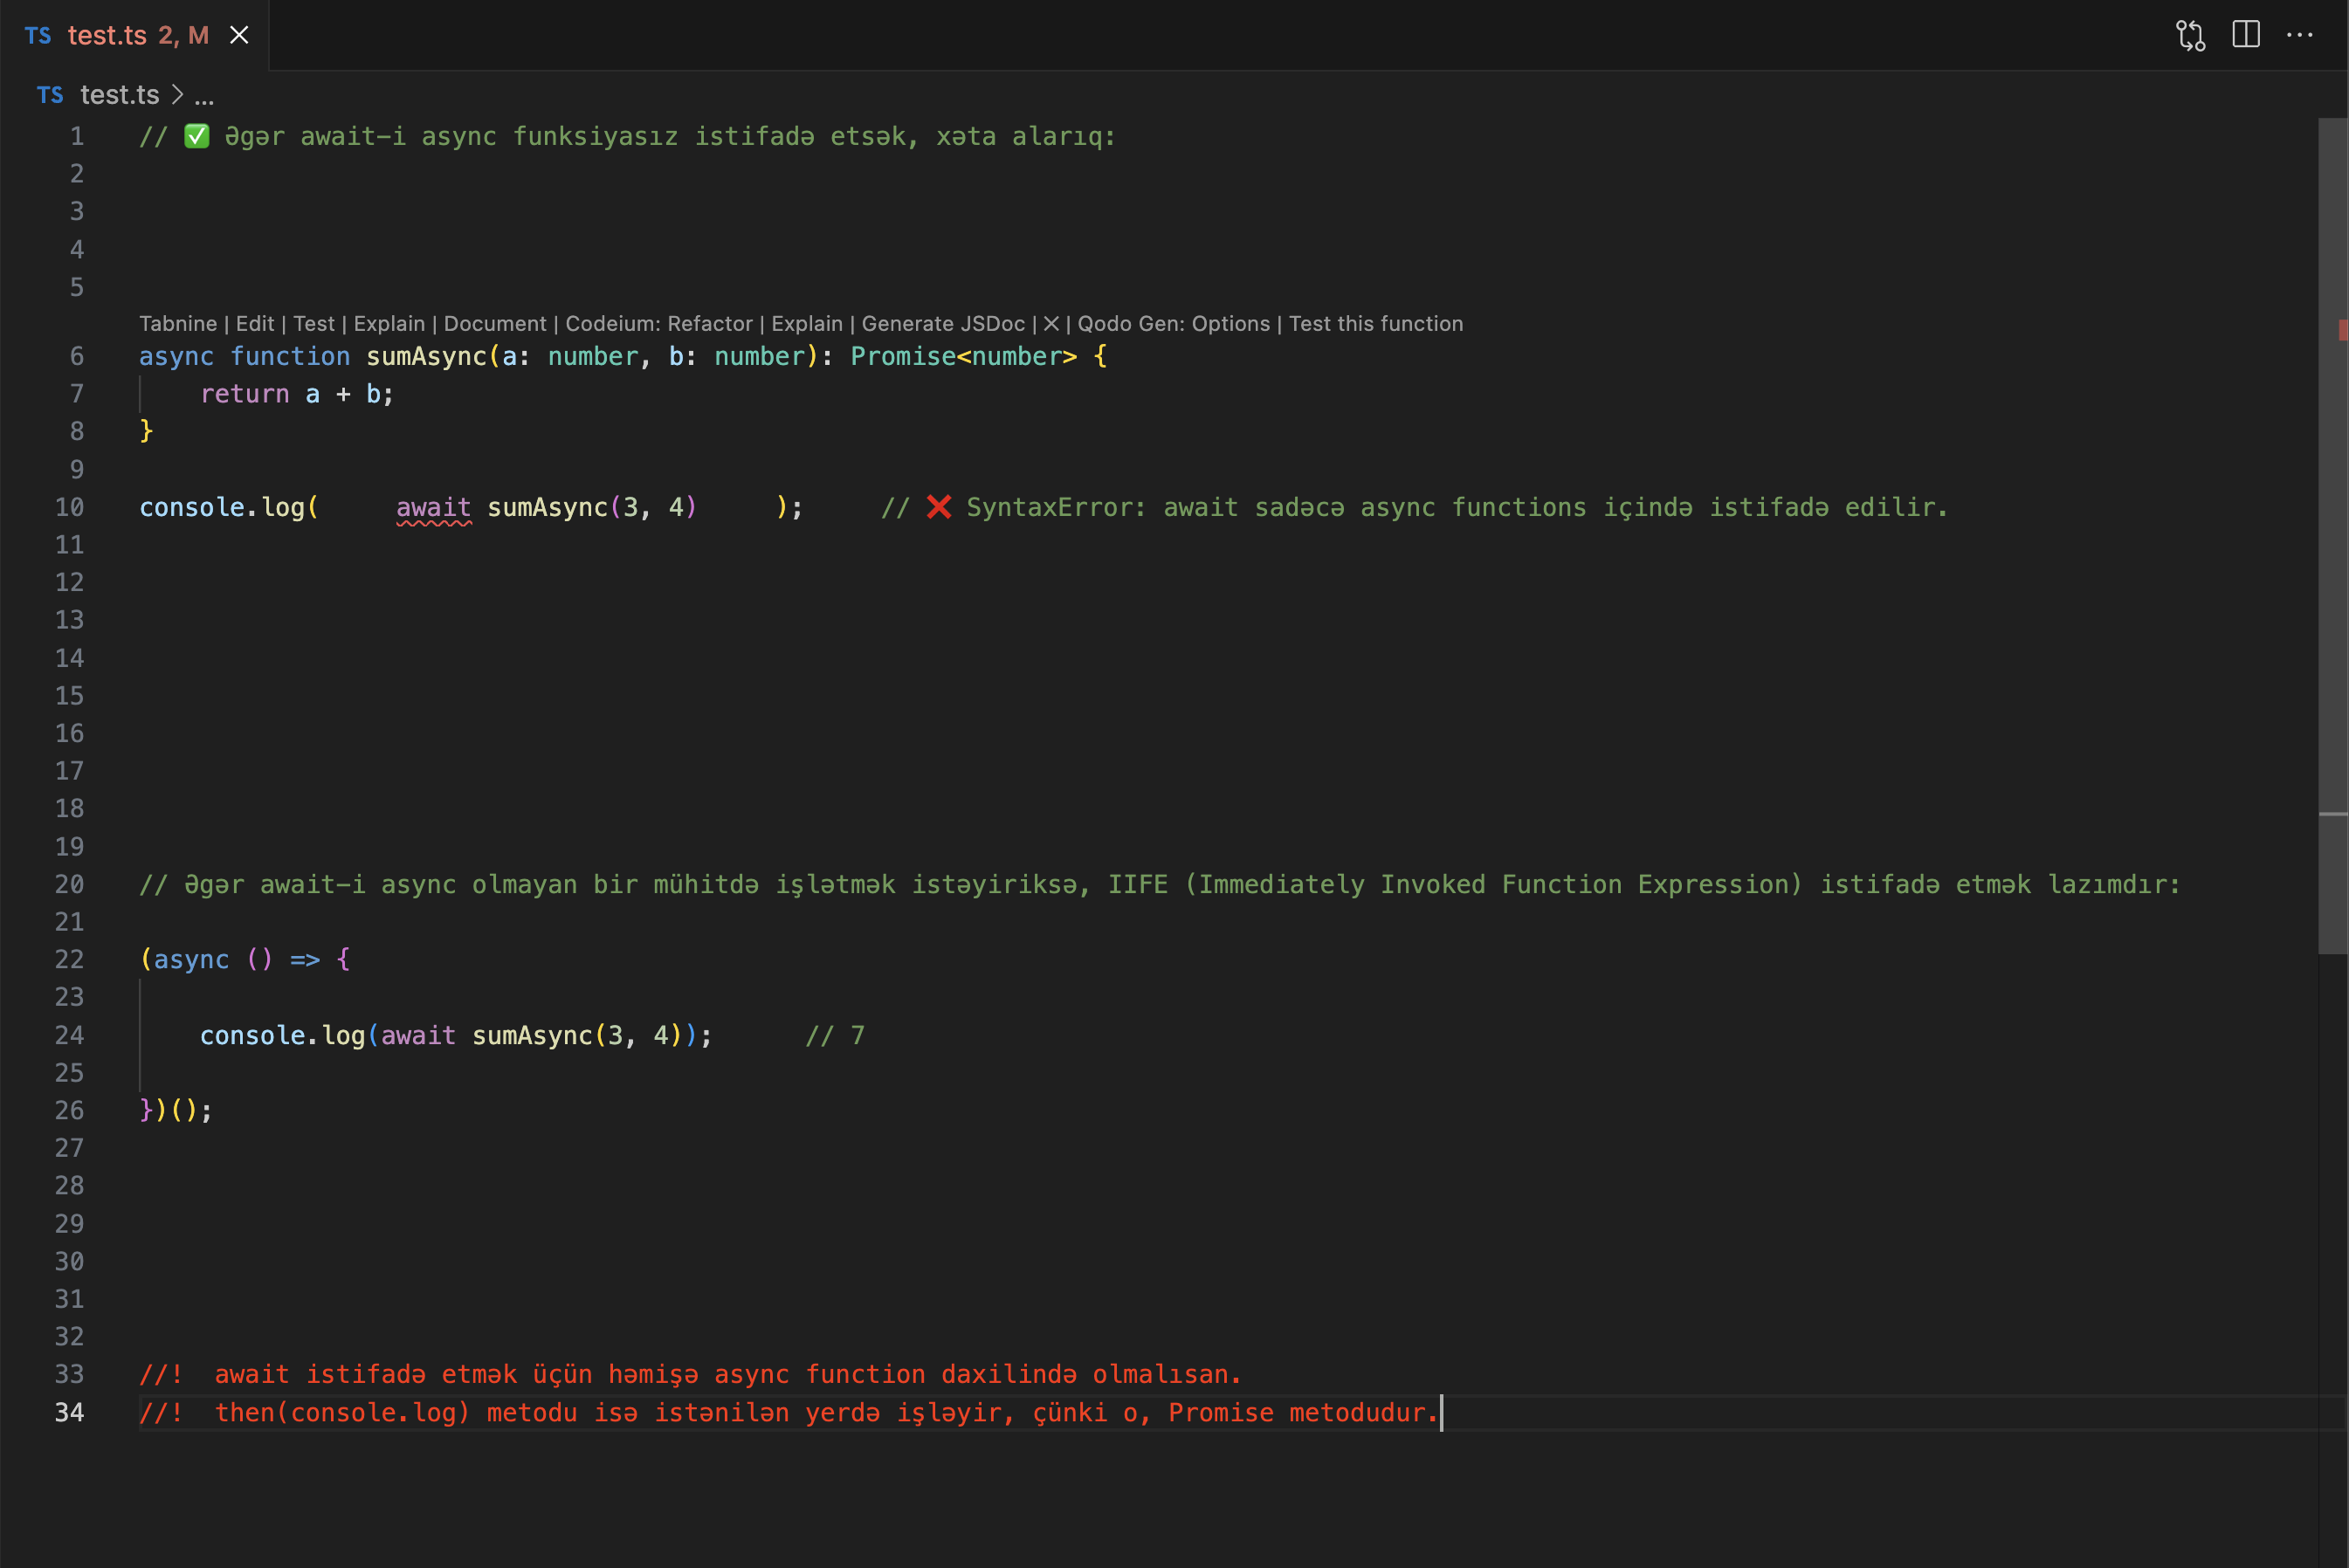 TS test.ts 2, M
TS test.ts > ...
1 // ✅ Əgər await-i async funksiyasız istifadə etsək, xəta alarıq:
2
3
4
5
Tabnine | Edit | Test | Explain | Document | Codeium: Refactor | Explain | Generate JSDoc | × | Qodo Gen: Options | Test this function
6 async function sumAsync(a: number, b: number): Promise<number> {
7     return a + b;
8 }
9
10 console.log(     await sumAsync(3, 4)     );     // ❌ SyntaxError: await sadəcə async functions içində istifadə edilir.
11
12
13
14
15
16
17
18
19
20 // Əgər await-i async olmayan bir mühitdə işlətmək istəyiriksə, IIFE (Immediately Invoked Function Expression) istifadə etmək lazımdır:
21
22 (async () => {
23
24     console.log(await sumAsync(3, 4));      // 7
25
26 })();
27
28
29
30
31
32
33 //!  await istifadə etmək üçün həmişə async function daxilində olmalısan.
34 //!  then(console.log) metodu isə istənilən yerdə işləyir, çünki o, Promise metodudur.